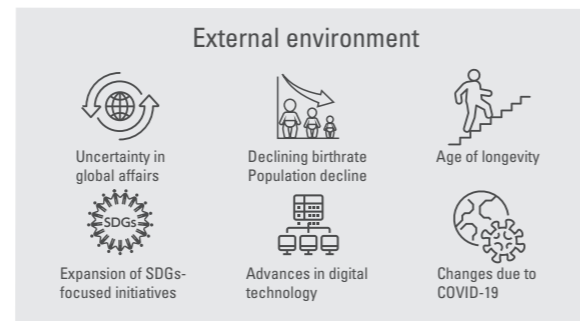 External environment
Uncertainty in
global affairs
Declining birthrate
Population decline
Age of longevity
SDGs
Expansion of SDGs-
focused initiatives
Advances in digital
technology
Changes due to
COVID-19